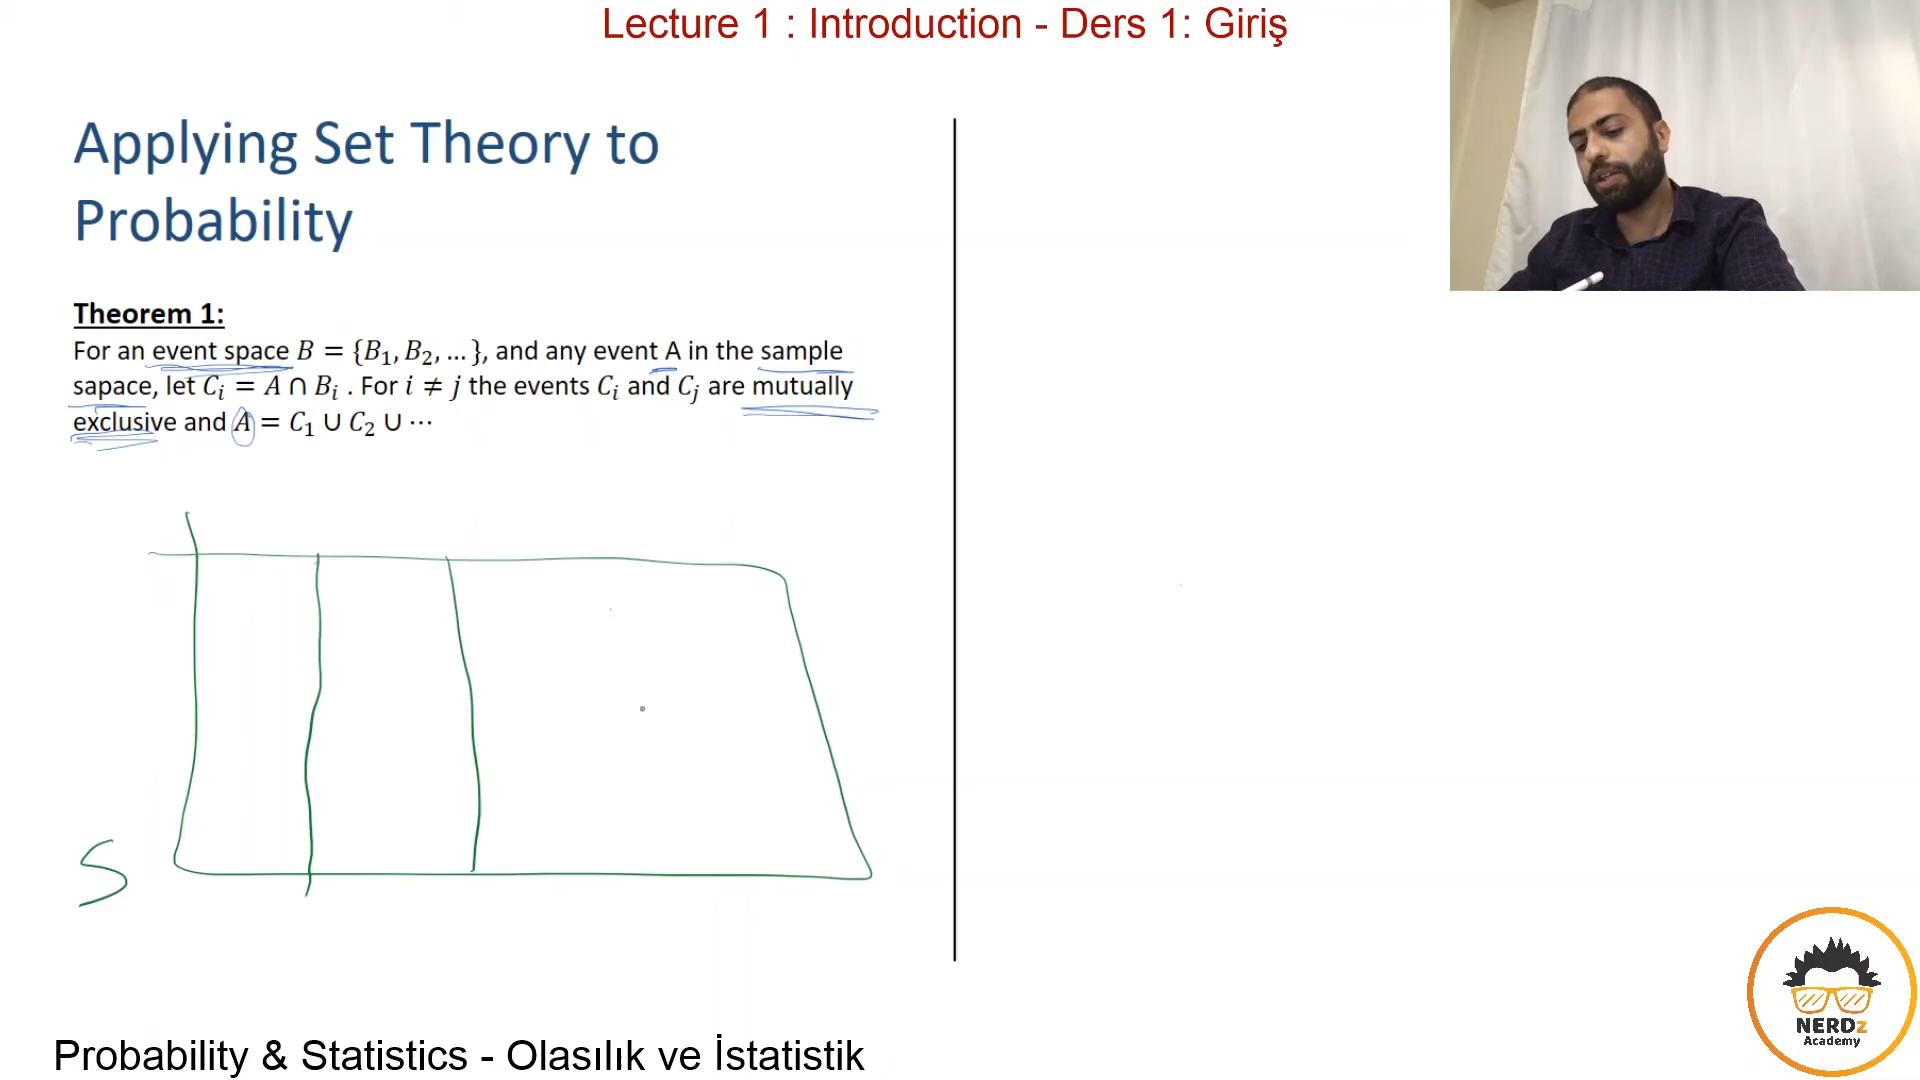 Lecture 1 : Introduction - Ders 1: Giriş
Applying Set Theory to
Probability
Theorem 1:
For an event space B = {B₁, B₂, … }, and any event A in the sample
sapace, let Cᵢ = A ∩ Bᵢ . For i ≠ j the events Cᵢ and Cⱼ are mutually
exclusive and A = C₁ ∪ C₂ ∪ ⋯
S
NERDz
Academy
Probability & Statistics - Olasılık ve İstatistik